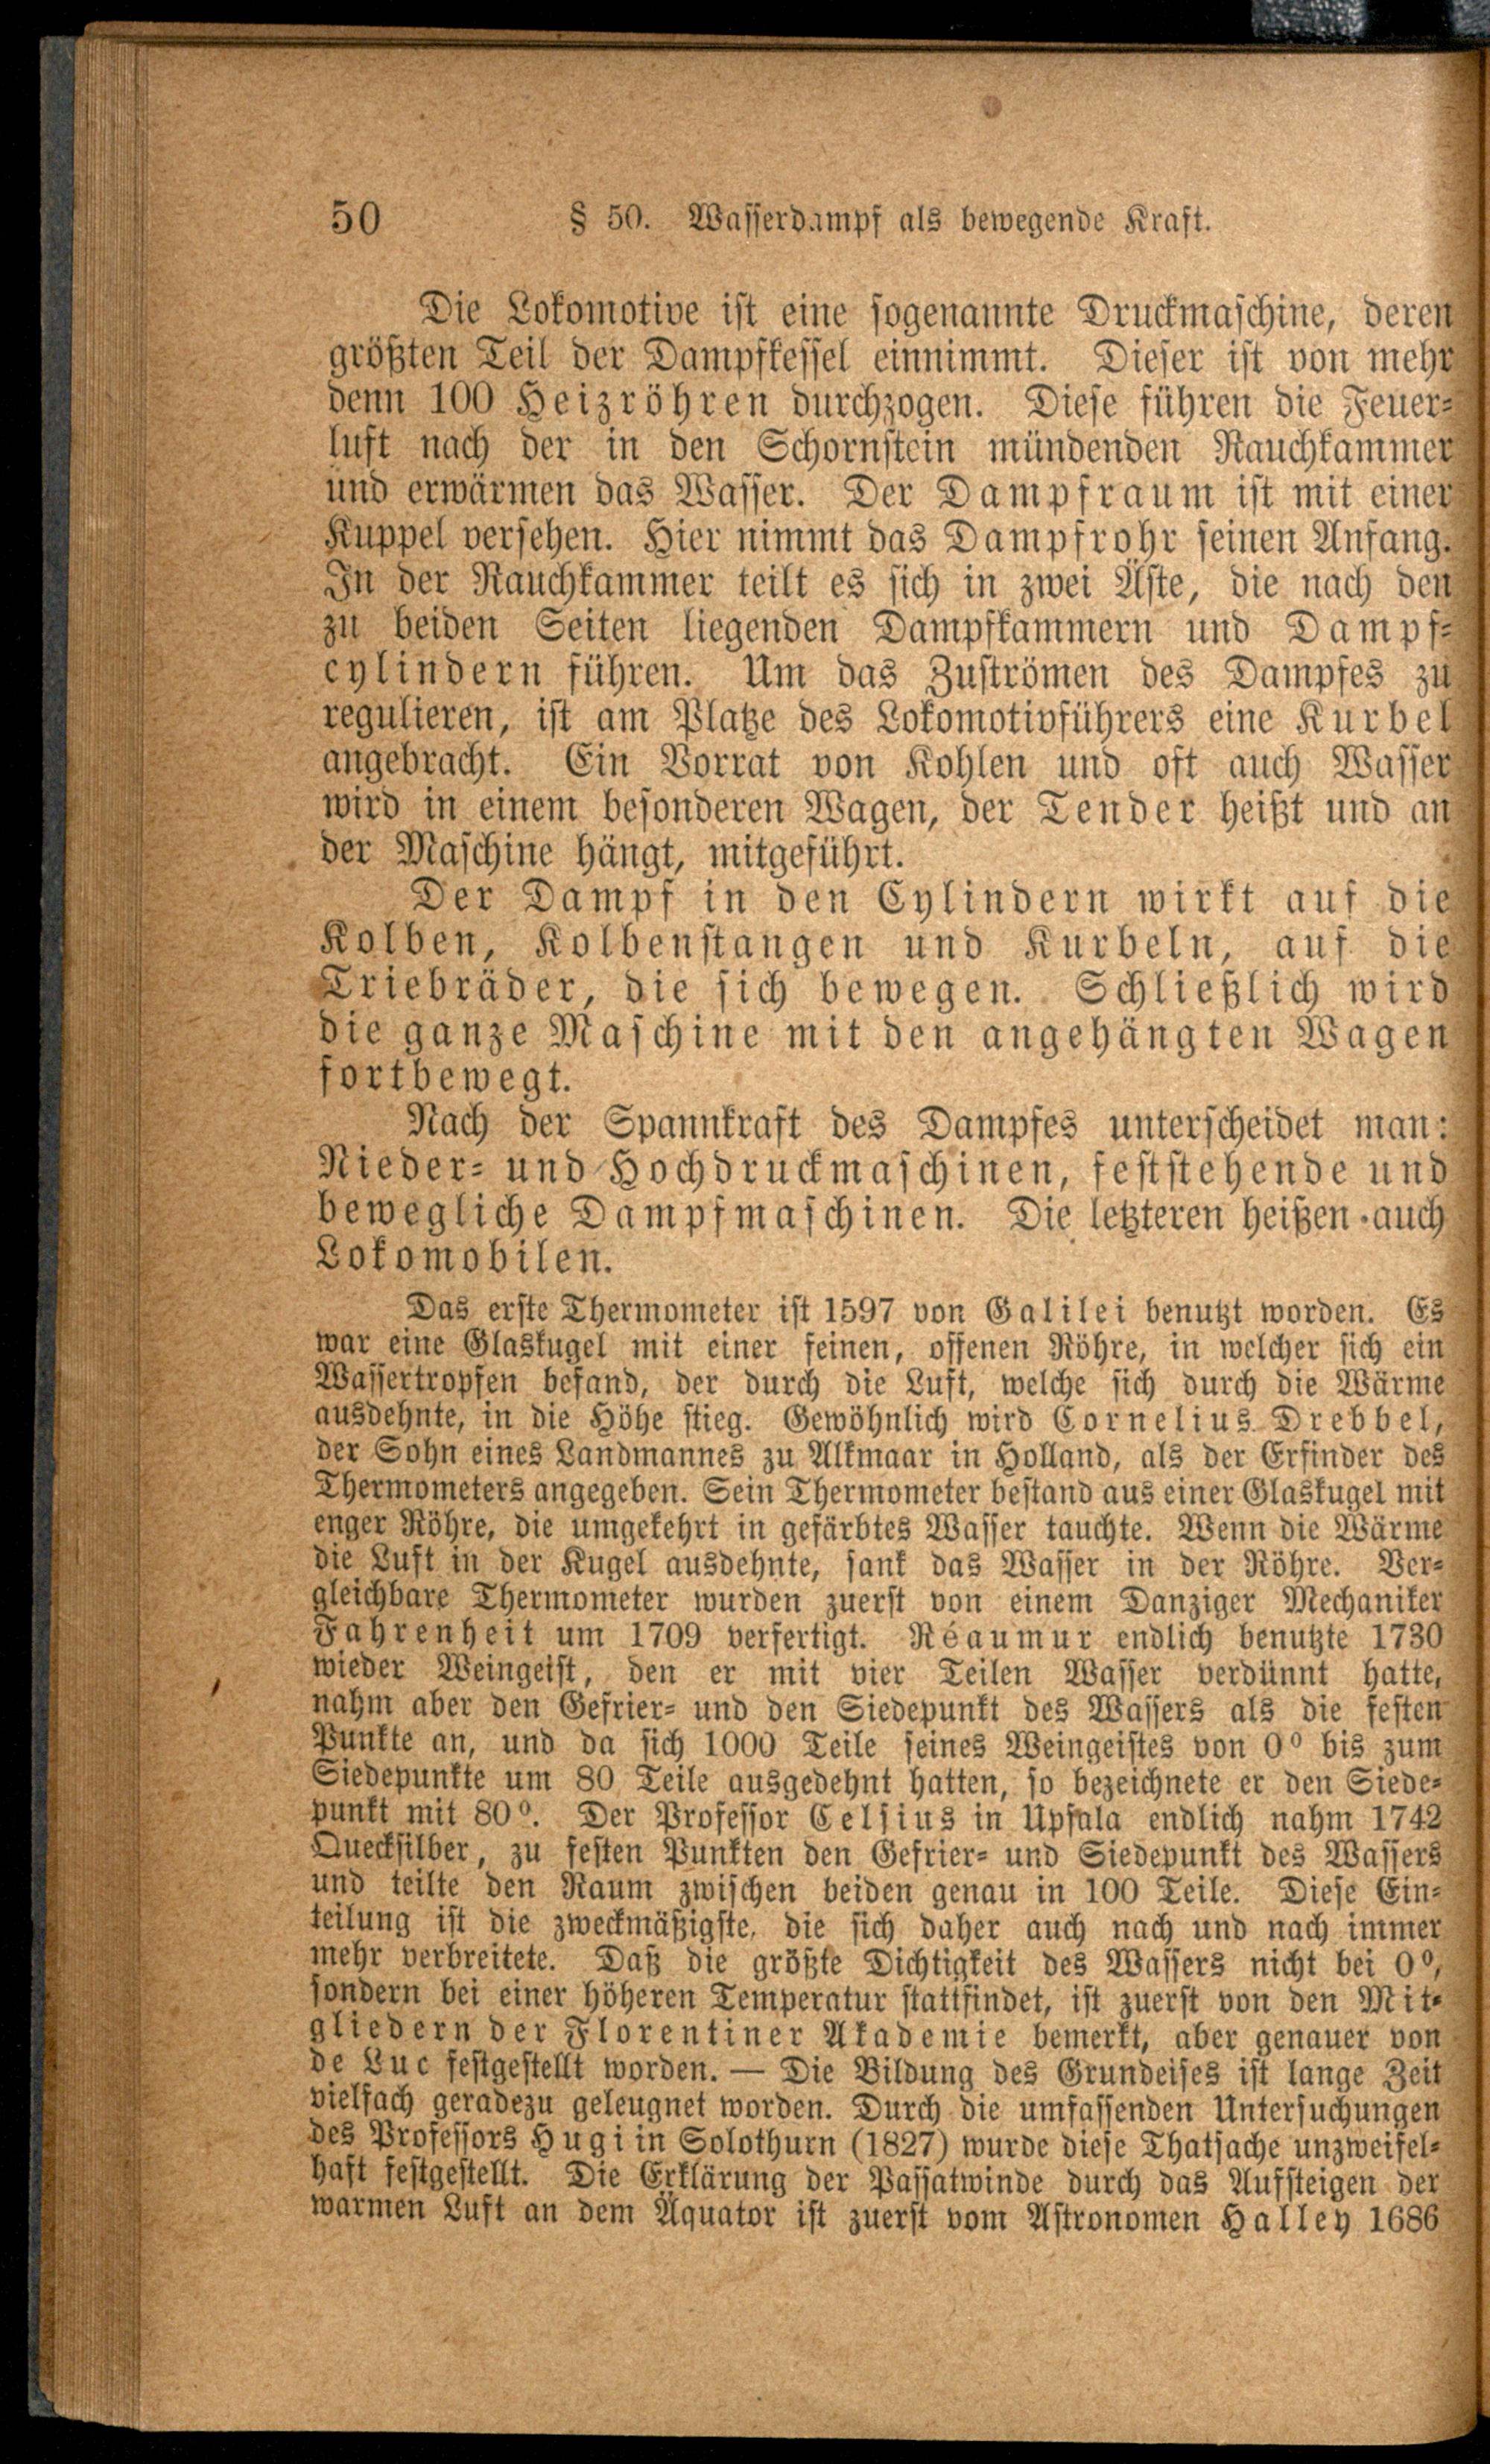 50 § 50. Wasserdampf als bewegende Kraft.
Die Lokomotive ist eine sogenannte Druckmaschine, deren
größten Teil der Dampfkessel einnimmt. Dieser ist von mehr
denn 100 Heizröhren durchzogen. Diese führen die Feuer-
luft nach der in den Schornstein mündenden Rauchkammer
und erwärmen das Wasser. Der Dampfraum ist mit einer
Kuppel versehen. Hier nimmt das Dampfrohr seinen Anfang.
In der Rauchkammer teilt es sich in zwei Äste, die nach den
zu beiden Seiten liegenden Dampfkammern und Dampf-
cylindern führen. Um das Zuströmen des Dampfes zu
regulieren, ist am Platze des Lokomotivführers eine Kurbel
angebracht. Ein Vorrat von Kohlen und oft auch Wasser
wird in einem besonderen Wagen, der Tender heißt und an
der Maschine hängt, mitgeführt.
Der Dampf in den Cylindern wirkt auf die
Kolben, Kolbenstangen und Kurbeln, auf die
Triebräder, die sich bewegen. Schließlich wird
die ganze Maschine mit den angehängten Wagen
fortbewegt.
Nach der Spannkraft des Dampfes unterscheidet man:
Nieder- und Hochdruckmaschinen, feststehende und
bewegliche Dampfmaschinen. Die letzteren heißen auch
Lokomobilen.
Das erste Thermometer ist 1597 von Galilei benutzt worden. Es
war eine Glaskugel mit einer feinen, offenen Röhre, in welcher sich ein
Wassertropfen befand, der durch die Luft, welche sich durch die Wärme
ausdehnte, in die Höhe stieg. Gewöhnlich wird Cornelius Drebbel,
der Sohn eines Landmannes zu Alkmaar in Holland, als der Erfinder des
Thermometers angegeben. Sein Thermometer bestand aus einer Glaskugel mit
enger Röhre, die umgekehrt in gefärbtes Wasser tauchte. Wenn die Wärme
die Luft in der Kugel ausdehnte, sank das Wasser in der Röhre. Ver-
gleichbare Thermometer wurden zuerst von einem Danziger Mechaniker
Fahrenheit um 1709 verfertigt. Réaumur endlich benutzte 1730
wieder Weingeist, den er mit vier Teilen Wasser verdünnt hatte,
nahm aber den Gefrier- und den Siedepunkt des Wassers als die festen
Punkte an, und da sich 1000 Teile seines Weingeistes von 0° bis zum
Siedepunkte um 80 Teile ausgedehnt hatten, so bezeichnete er den Siede-
punkt mit 80°. Der Professor Celsius in Upsala endlich nahm 1742
Quecksilber, zu festen Punkten den Gefrier- und Siedepunkt des Wassers
und teilte den Raum zwischen beiden genau in 100 Teile. Diese Ein-
teilung ist die zweckmäßigste, die sich daher auch nach und nach immer
mehr verbreitete. Daß die größte Dichtigkeit des Wassers nicht bei 0°,
sondern bei einer höheren Temperatur stattfindet, ist zuerst von den Mit-
gliedern der Florentiner Akademie bemerkt, aber genauer von
de Luc festgestellt worden. — Die Bildung des Grundeises ist lange Zeit
vielfach geradezu geleugnet worden. Durch die umfassenden Untersuchungen
des Professors Hugi in Solothurn (1827) wurde diese Thatsache unzweifel-
haft festgestellt. Die Erklärung der Passatwinde durch das Aufsteigen der
warmen Luft an dem Äquator ist zuerst vom Astronomen Halley 1686